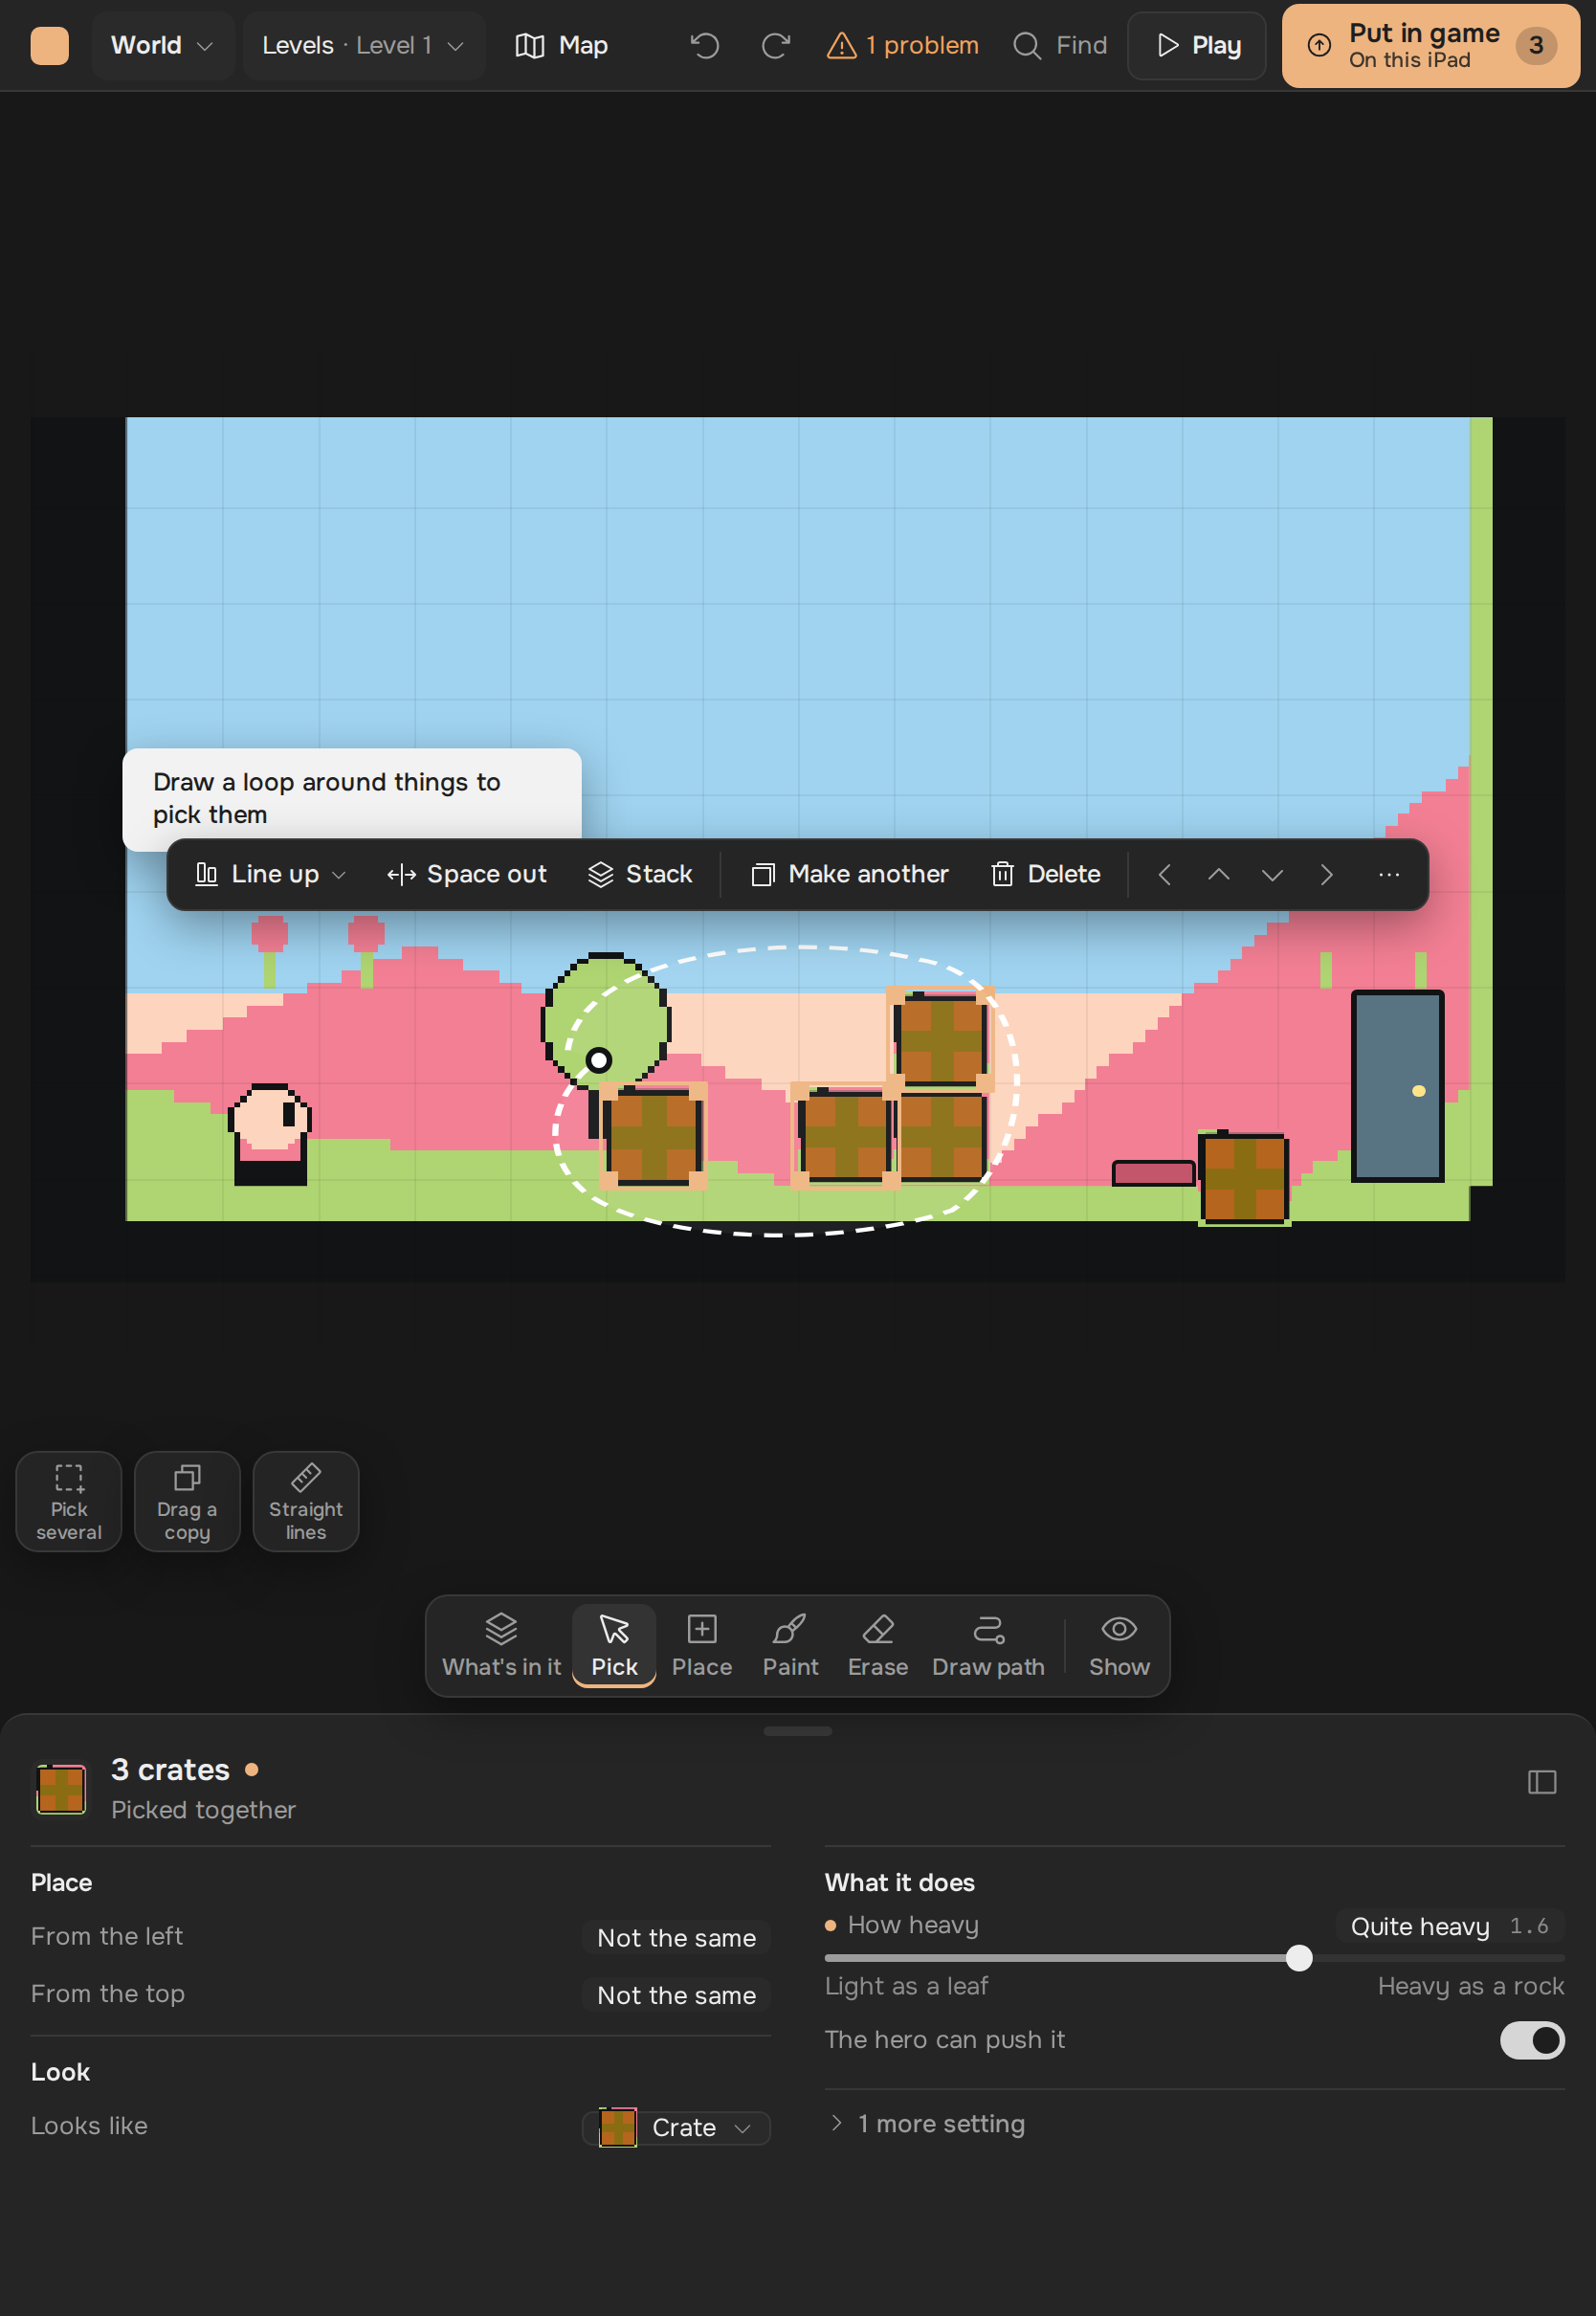 World
Levels · Level 1
Map
1 problem
Find
Play
Put in game
On this iPad
3
Draw a loop around things to
pick them
Line up
Space out
Stack
Make another
Delete
Pick
several
Drag a
copy
Straight
lines
What's in it
Pick
Place
Paint
Erase
Draw path
Show
3 crates
Picked together
Place
From the left
Not the same
From the top
Not the same
Look
Looks like
Crate
What it does
How heavy
Quite heavy 1.6
Light as a leaf
Heavy as a rock
The hero can push it
1 more setting